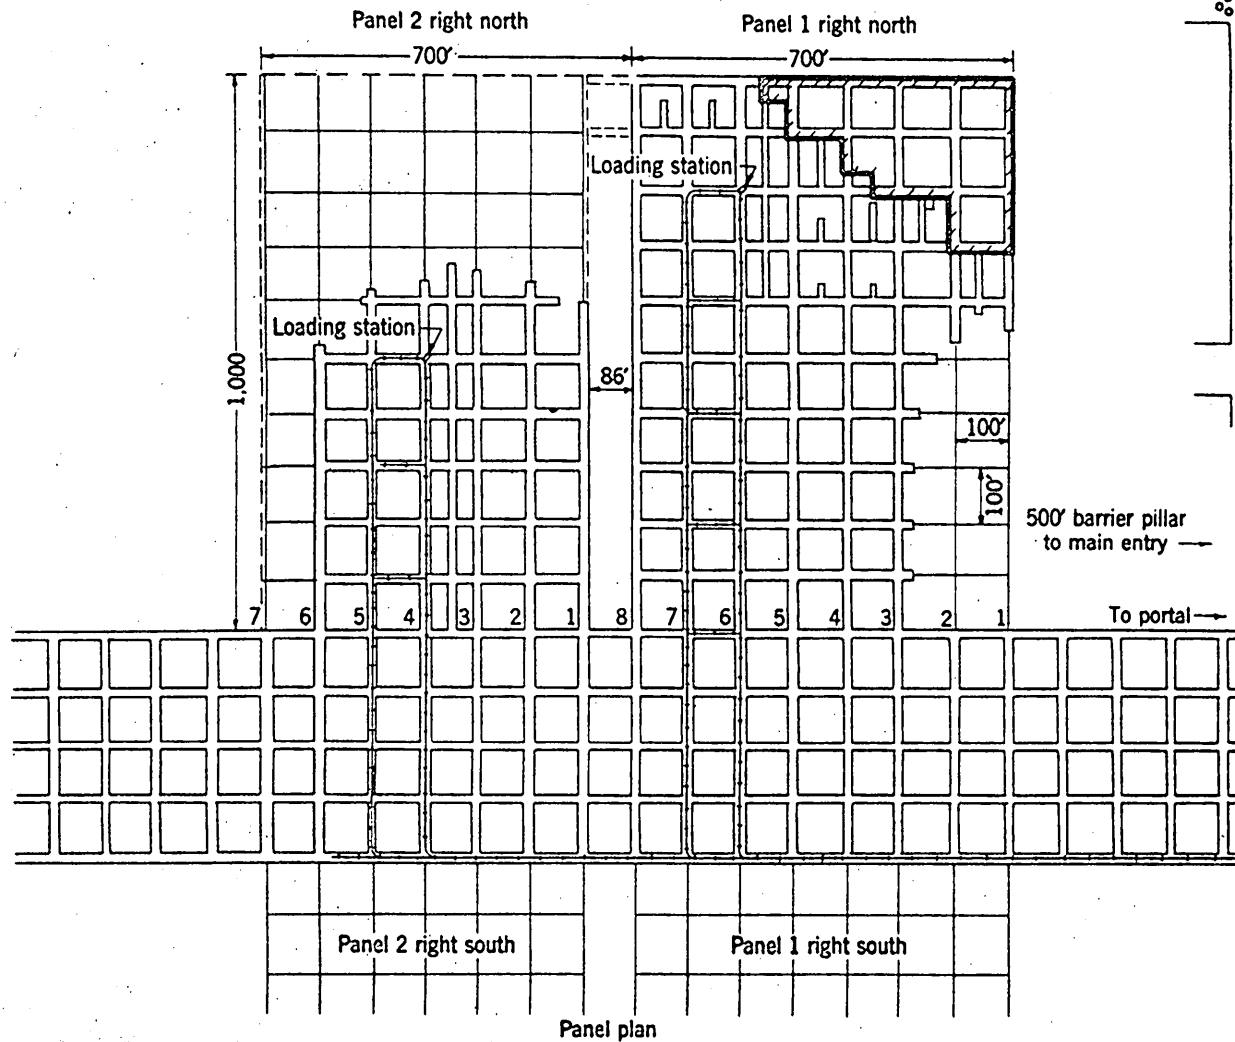 Panel 2 right north
Panel 1 right north
700'
700'
Loading station
Loading station
1,000
86'
100'
100'
500' barrier pillar
to main entry
To portal
7 6 5 4 3 2 1 8 7 6 5 4 3 2 1
Panel 2 right south
Panel 1 right south
Panel plan